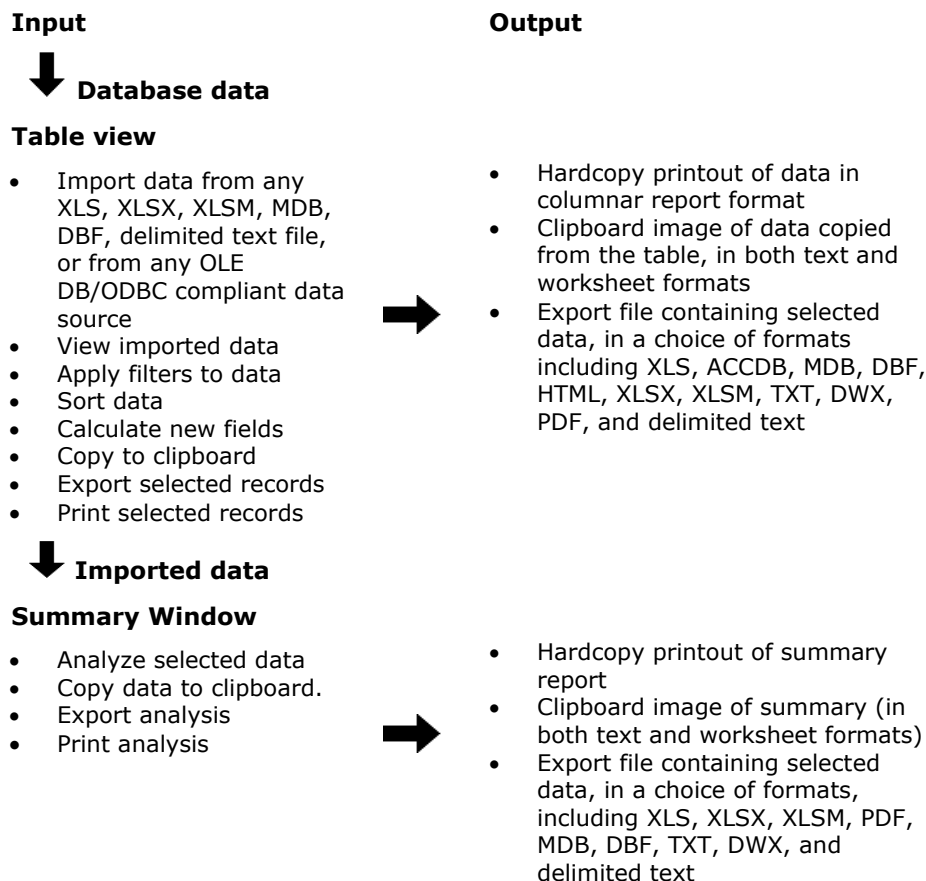 Input
Output
Database data
Table view
• Import data from any
XLS, XLSX, XLSM, MDB,
DBF, delimited text file,
or from any OLE
DB/ODBC compliant data
source
• View imported data
• Apply filters to data
• Sort data
• Calculate new fields
• Copy to clipboard
• Export selected records
• Print selected records
• Hardcopy printout of data in
columnar report format
• Clipboard image of data copied
from the table, in both text and
worksheet formats
• Export file containing selected
data, in a choice of formats
including XLS, ACCDB, MDB, DBF,
HTML, XLSX, XLSM, TXT, DWX,
PDF, and delimited text
Imported data
Summary Window
• Analyze selected data
• Copy data to clipboard.
• Export analysis
• Print analysis
• Hardcopy printout of summary
report
• Clipboard image of summary (in
both text and worksheet formats)
• Export file containing selected
data, in a choice of formats,
including XLS, XLSX, XLSM, PDF,
MDB, DBF, TXT, DWX, and
delimited text